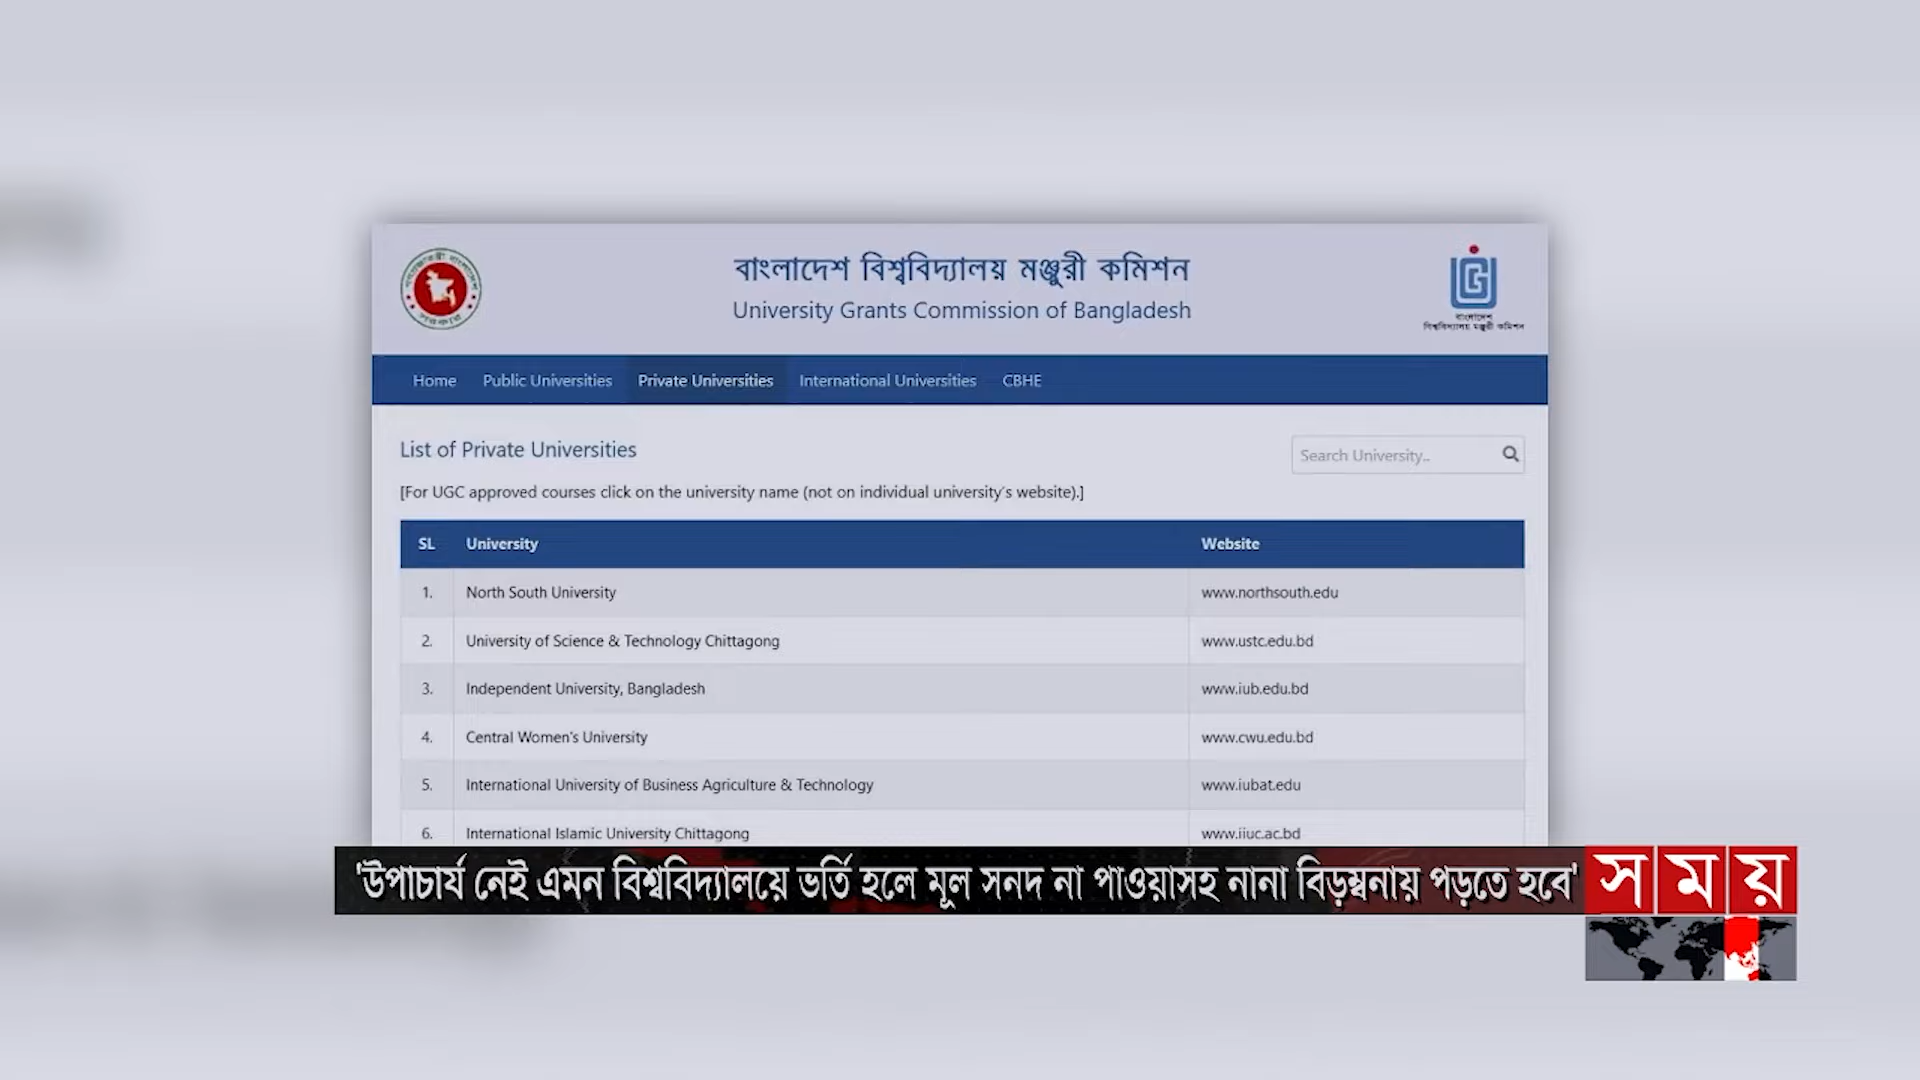 বাংলাদেশ বিশ্ববিদ্যালয় মঞ্জুরী কমিশন
University Grants Commission of Bangladesh
বাংলাদেশ
বিশ্ববিদ্যালয় মঞ্জুরী কমিশন
Home Public Universities Private Universities International Universities CBHE
List of Private Universities
Search University..
[For UGC approved courses click on the university name (not on individual university's website).]
SL University Website
1. North South University www.northsouth.edu
2. University of Science & Technology Chittagong www.ustc.edu.bd
3. Independent University, Bangladesh www.iub.edu.bd
4. Central Women's University www.cwu.edu.bd
5. International University of Business Agriculture & Technology www.iubat.edu
6. International Islamic University Chittagong www.iiuc.ac.bd
'উপাচার্য নেই এমন বিশ্ববিদ্যালয়ে ভর্তি হলে মূল সনদ না পাওয়াসহ নানা বিড়ম্বনায় পড়তে হবে'
সময়